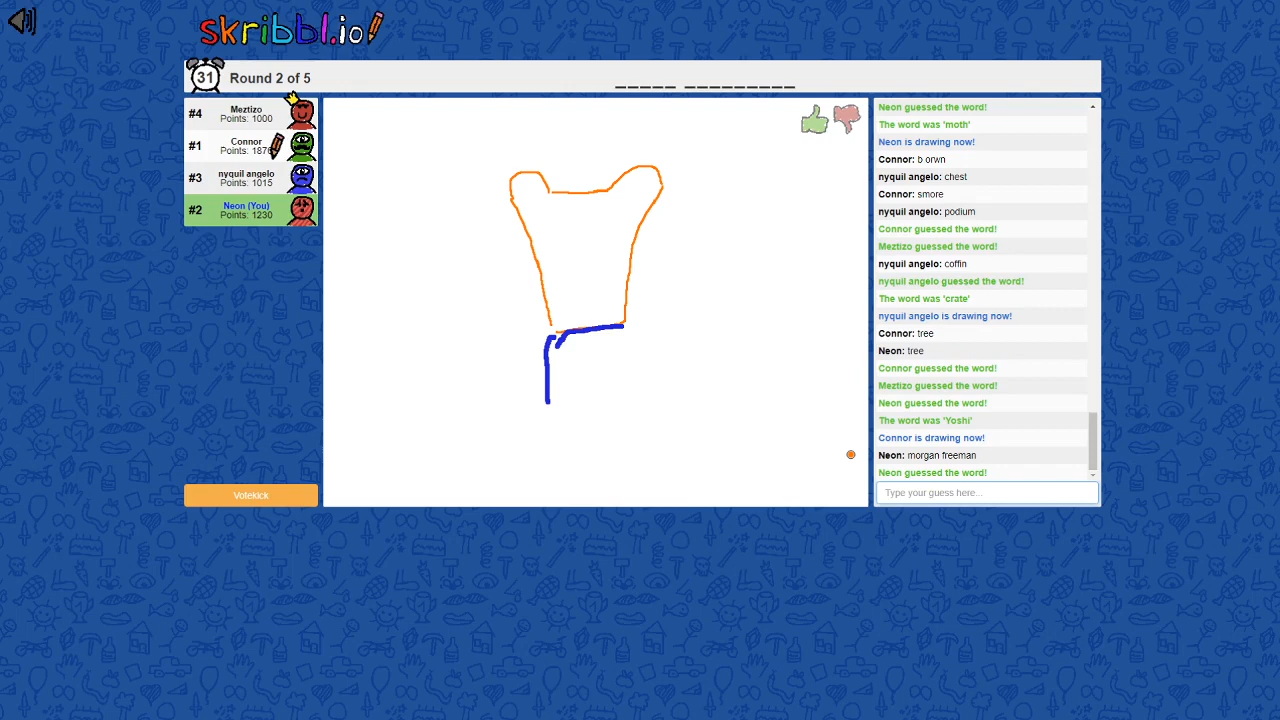 skribbl.io
31
Round 2 of 5
_____ _________
#4
Meztizo
Points: 1000
#1
Connor
Points: 1876
#3
nyquil angelo
Points: 1015
#2
Neon (You)
Points: 1230
Votekick
Neon guessed the word!
The word was 'moth'
Neon is drawing now!
Connor: b orwn
nyquil angelo: chest
Connor: smore
nyquil angelo: podium
Connor guessed the word!
Meztizo guessed the word!
nyquil angelo: coffin
nyquil angelo guessed the word!
The word was 'crate'
nyquil angelo is drawing now!
Connor: tree
Neon: tree
Connor guessed the word!
Meztizo guessed the word!
Neon guessed the word!
The word was 'Yoshi'
Connor is drawing now!
Neon: morgan freeman
Neon guessed the word!
Type your guess here...